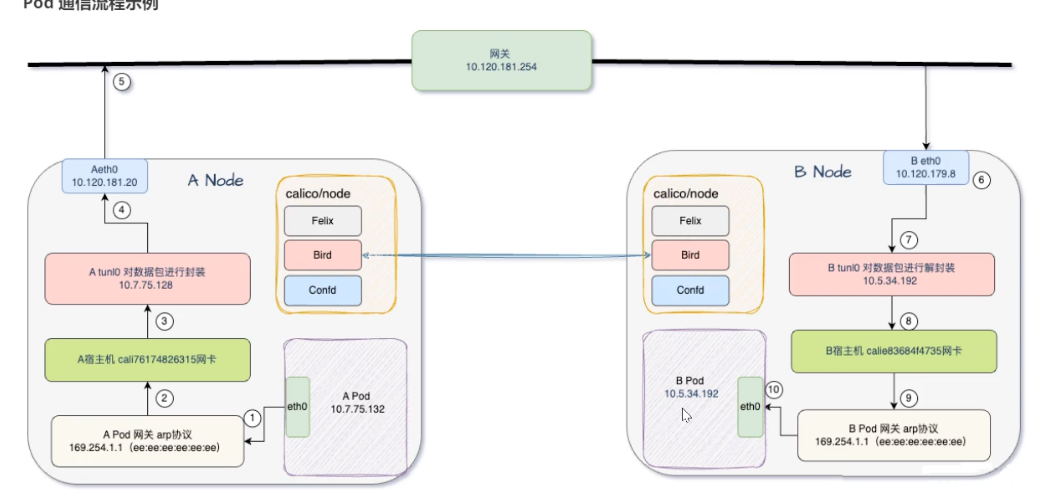 Pod 通信流程示例
网关
10.120.181.254
5
Aeth0
10.120.181.20
A Node
4
calico/node
Felix
Bird
Confd
A tunl0 对数据包进行封装
10.7.75.128
3
A宿主机 cali76174826315网卡
2
1
A Pod 网关 arp协议
169.254.1.1（ee:ee:ee:ee:ee:ee）
eth0
A Pod
10.7.75.132
B Node
B eth0
10.120.179.8
6
calico/node
Felix
Bird
Confd
7
B tunl0 对数据包进行解封装
10.5.34.192
8
B宿主机 calie83684f4735网卡
B Pod
10.5.34.192
eth0
10
9
B Pod 网关 arp协议
169.254.1.1（ee:ee:ee:ee:ee:ee）